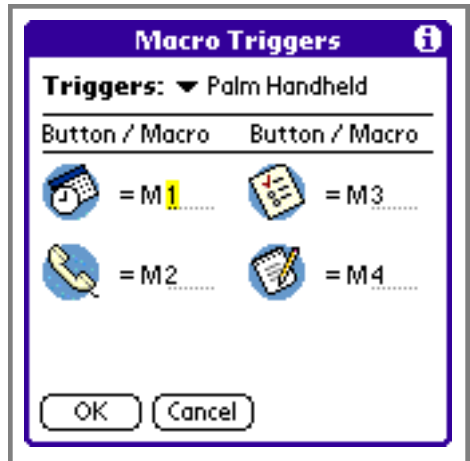 Macro Triggers i
Triggers: Palm Handheld
Button / Macro Button / Macro
= M1 = M3
= M2 = M4
OK Cancel